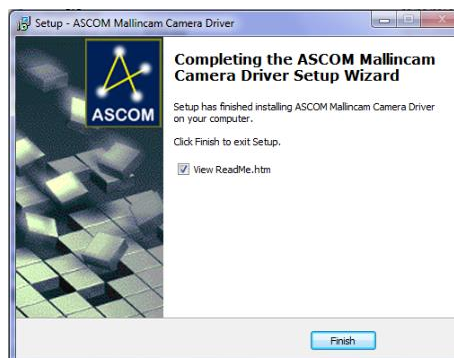 Setup - ASCOM Mallincam Camera Driver
ASCOM
Completing the ASCOM Mallincam
Camera Driver Setup Wizard
Setup has finished installing ASCOM Mallincam Camera Driver
on your computer.
Click Finish to exit Setup.
View ReadMe.htm
Finish